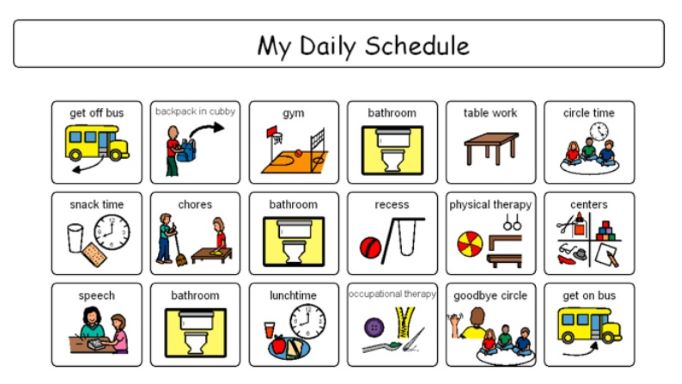 My Daily Schedule
get off bus
backpack in cubby
gym
bathroom
table work
circle time
snack time
chores
bathroom
recess
physical therapy
centers
speech
bathroom
lunchtime
occupational therapy
goodbye circle
get on bus